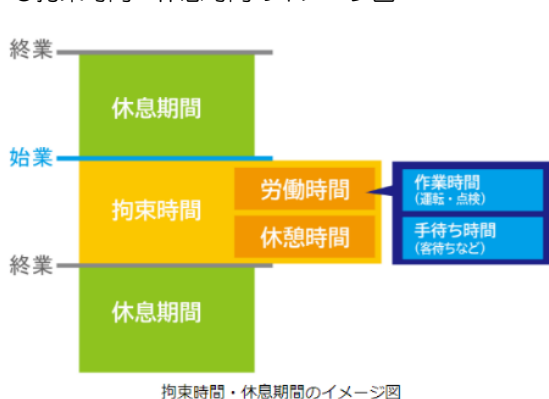 終業
休息期間
始業
拘束時間
労働時間
作業時間
(運転・点検)
休憩時間
手待ち時間
(客待ちなど)
終業
休息期間
拘束時間・休息期間のイメージ図